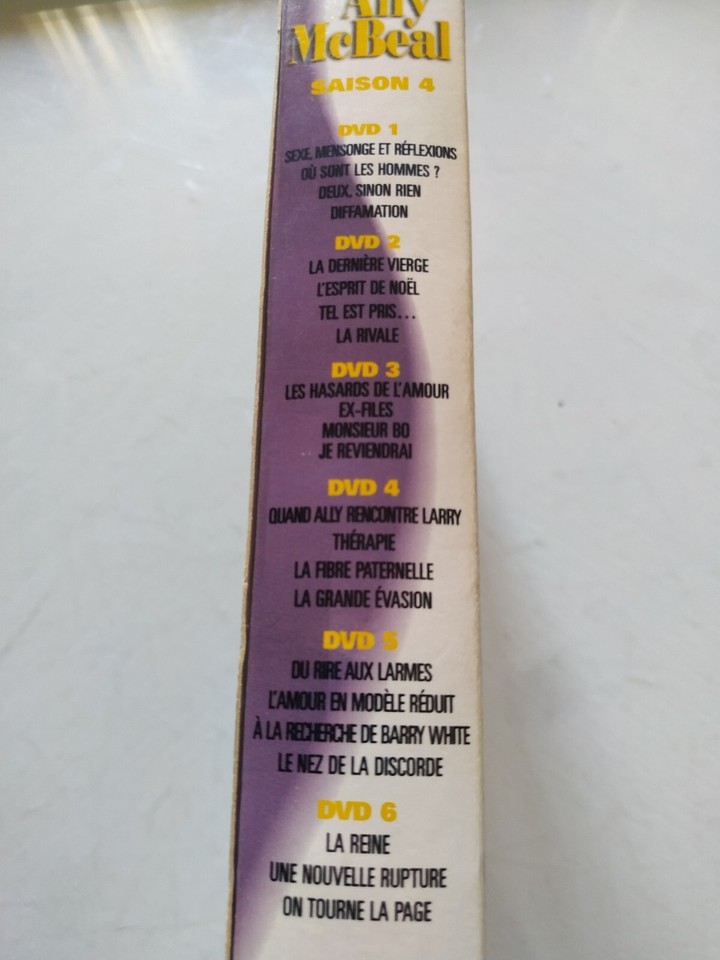 Ally
McBeal
SAISON 4
DVD 1
SEXE, MENSONGE ET RÉFLEXIONS
OÙ SONT LES HOMMES ?
DEUX, SINON RIEN
DIFFAMATION
DVD 2
LA DERNIÈRE VIERGE
L'ESPRIT DE NOËL
TEL EST PRIS...
LA RIVALE
DVD 3
LES HASARDS DE L'AMOUR
EX-FILES
MONSIEUR BO
JE REVIENDRAI
DVD 4
QUAND ALLY RENCONTRE LARRY
THÉRAPIE
LA FIBRE PATERNELLE
LA GRANDE ÉVASION
DVD 5
DU RIRE AUX LARMES
L'AMOUR EN MODÈLE RÉDUIT
À LA RECHERCHE DE BARRY WHITE
LE NEZ DE LA DISCORDE
DVD 6
LA REINE
UNE NOUVELLE RUPTURE
ON TOURNE LA PAGE